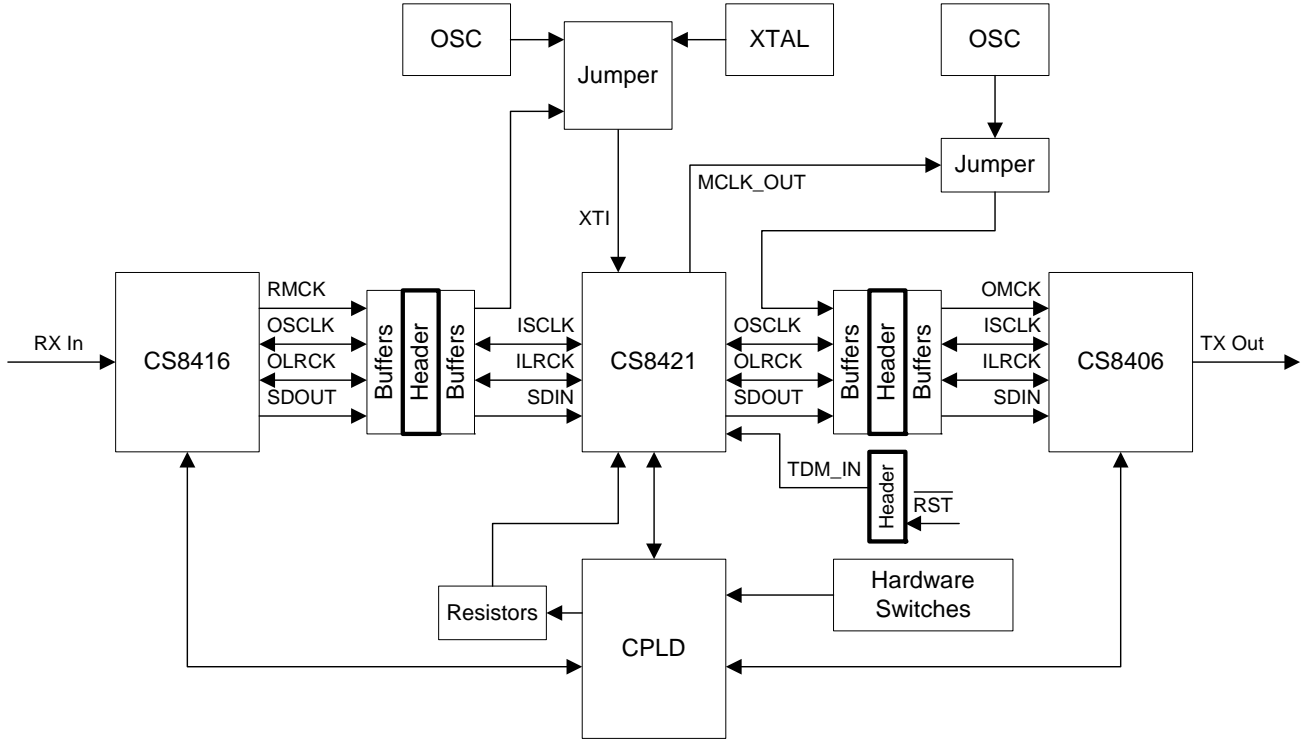 OSC
XTAL
OSC
Jumper
Jumper
MCLK_OUT
XTI
RX In
CS8416
RMCK
OSCLK
OLRCK
SDOUT
Buffers
Header
Buffers
ISCLK
ILRCK
SDIN
CS8421
OSCLK
OLRCK
SDOUT
Buffers
Header
Buffers
OMCK
ISCLK
ILRCK
SDIN
CS8406
TX Out
TDM_IN
Header
RST
Resistors
CPLD
Hardware
Switches